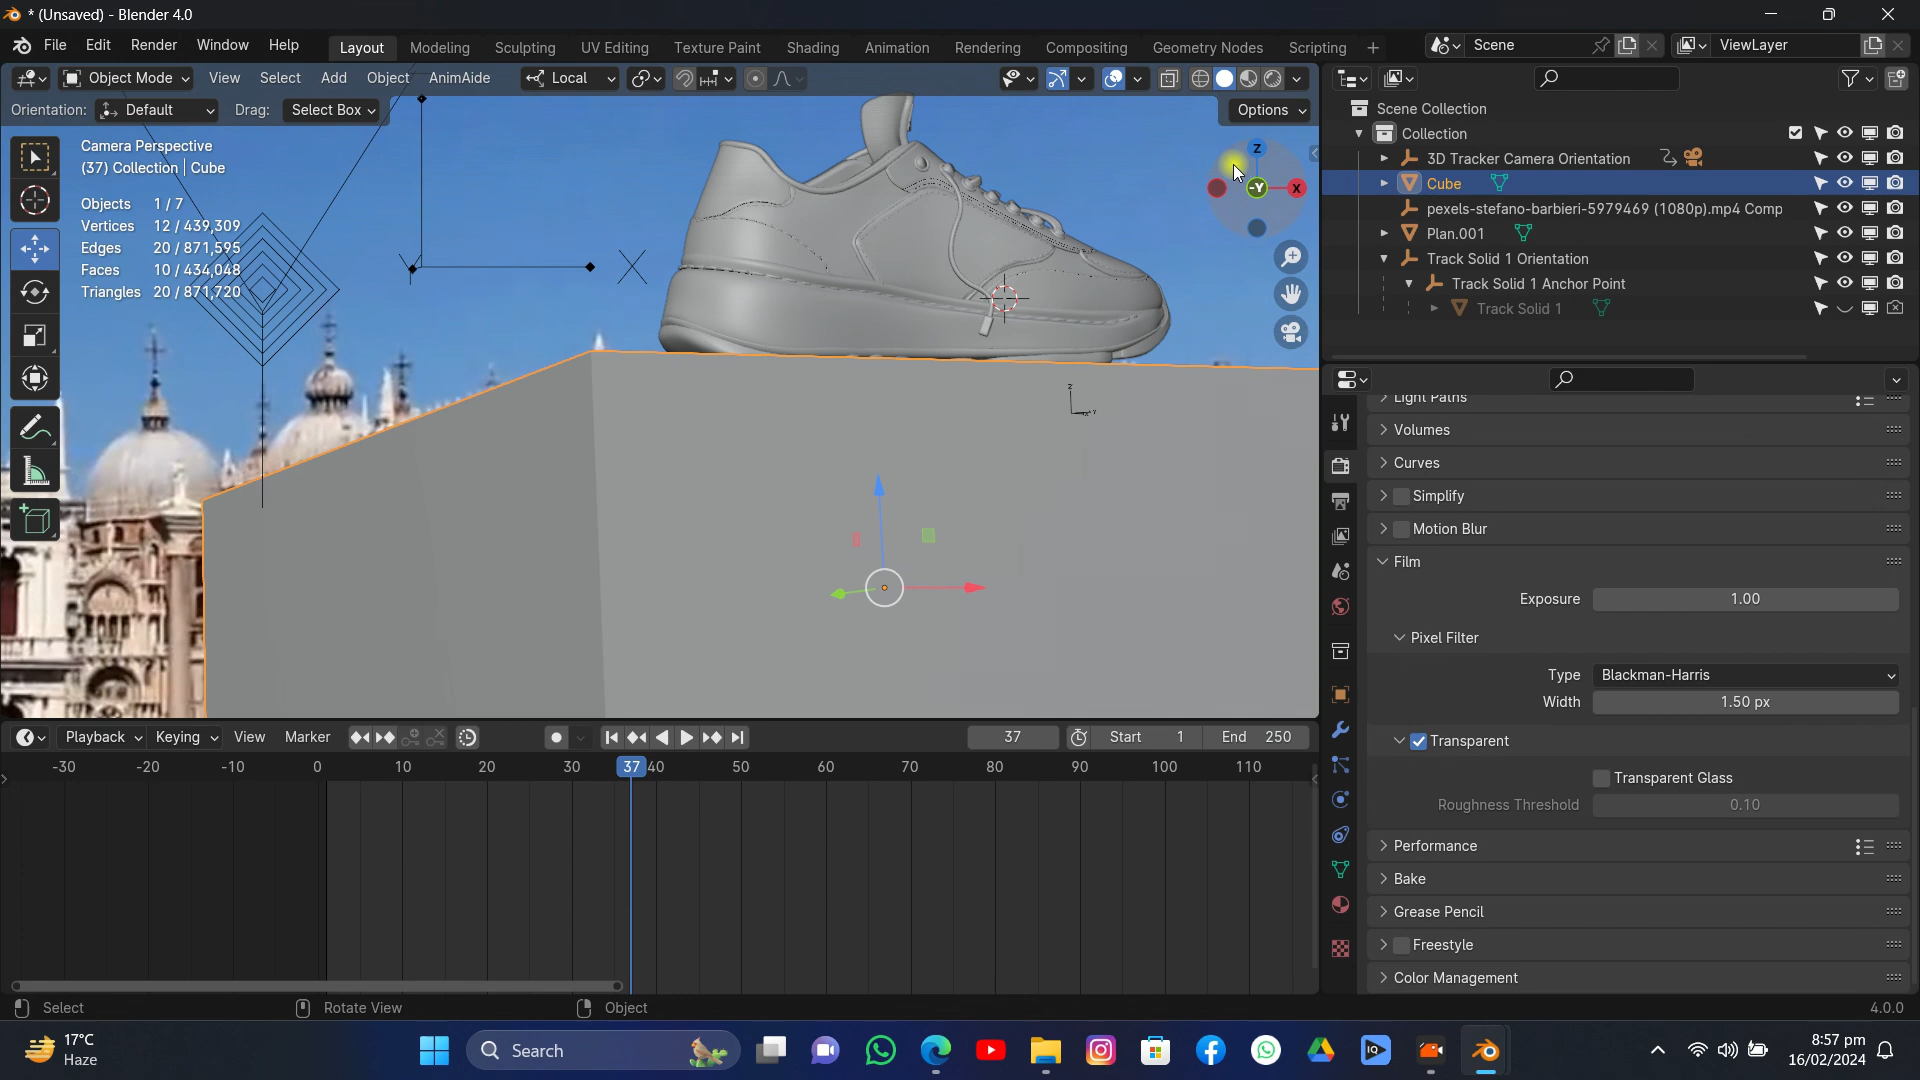 * (Unsaved) - Blender 4.0
File Edit Render Window Help
Layout Modeling Sculpting UV Editing Texture Paint Shading Animation Rendering Compositing Geometry Nodes Scripting +
Scene
ViewLayer
Object Mode View Select Add Object AnimAide
Local
Orientation: Default Drag: Select Box
Options
Camera Perspective
(37) Collection | Cube
Objects 1 / 7
Vertices 12 / 439,309
Edges 20 / 871,595
Faces 10 / 434,048
Triangles 20 / 871,720
Z
-Y
X
Scene Collection
Collection
3D Tracker Camera Orientation
Cube
pexels-stefano-barbieri-5979469 (1080p).mp4 Comp
Plan.001
Track Solid 1 Orientation
Track Solid 1 Anchor Point
Track Solid 1
Light Paths
Volumes
Curves
Simplify
Motion Blur
Film
Exposure 1.00
Pixel Filter
Type Blackman-Harris
Width 1.50 px
Transparent
Transparent Glass
Roughness Threshold 0.10
Performance
Bake
Grease Pencil
Freestyle
Color Management
Playback Keying View Marker
37 Start 1 End 250
-30 -20 -10 0 10 20 30 37 40 50 60 70 80 90 100 110
Select Rotate View Object
4.0.0
17°C
Haze
Search
IQ
8:57 pm
16/02/2024